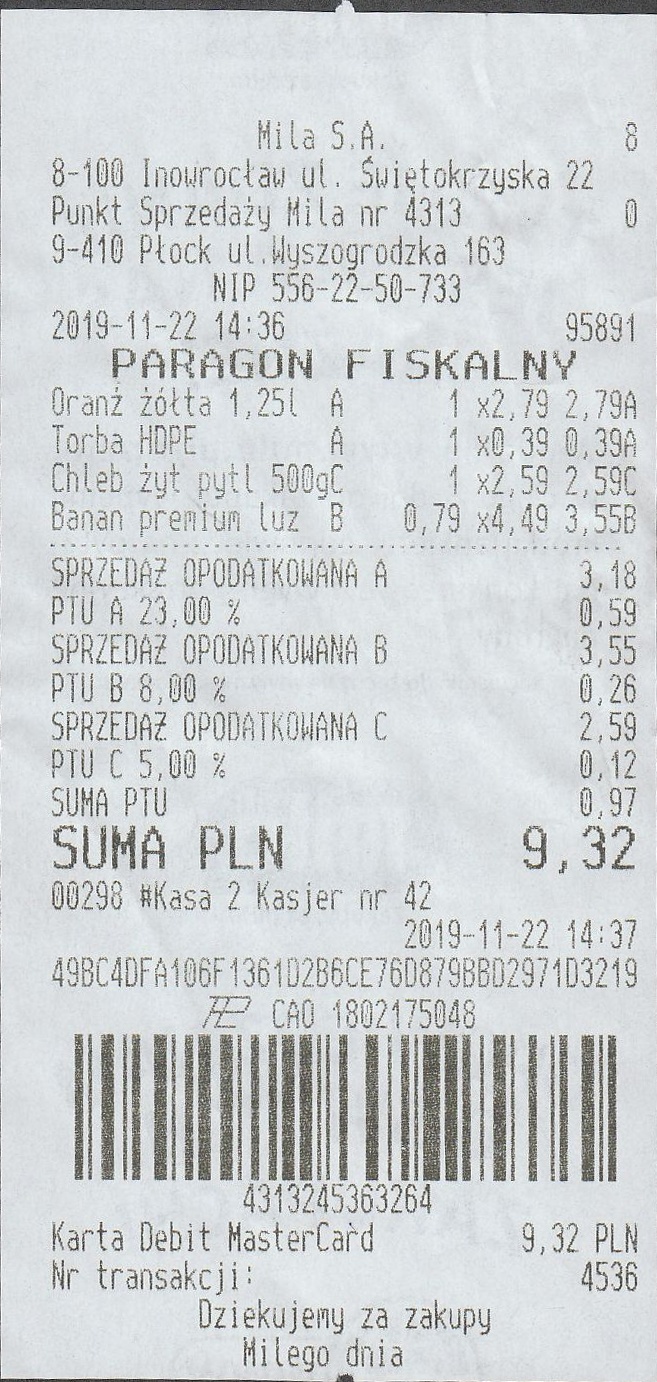 Mila S.A. 8
8-100 Inowrocław ul. Świętokrzyska 22
Punkt Sprzedaży Mila nr 4313 0
9-410 Płock ul.Wyszogrodzka 163
NIP 556-22-50-733
2019-11-22 14:36 95891
PARAGON FISKALNY
Oranż żółta 1,25l A 1 x2,79 2,79A
Torba HDPE A 1 x0,39 0,39A
Chleb żyt pytl 500gC 1 x2,59 2,59C
Banan premium luz B 0,79 x4,49 3,55B
SPRZEDAŻ OPODATKOWANA A 3,18
PTU A 23,00 % 0,59
SPRZEDAŻ OPODATKOWANA B 3,55
PTU B 8,00 % 0,26
SPRZEDAŻ OPODATKOWANA C 2,59
PTU C 5,00 % 0,12
SUMA PTU 0,97
SUMA PLN 9,32
00298 #Kasa 2 Kasjer nr 42
2019-11-22 14:37
49BC4DFA106F1361D2B6CE76D879BBD2971D3219
CAO 1802175048
4313245363264
Karta Debit MasterCard 9,32 PLN
Nr transakcji: 4536
Dziekujemy za zakupy
Milego dnia